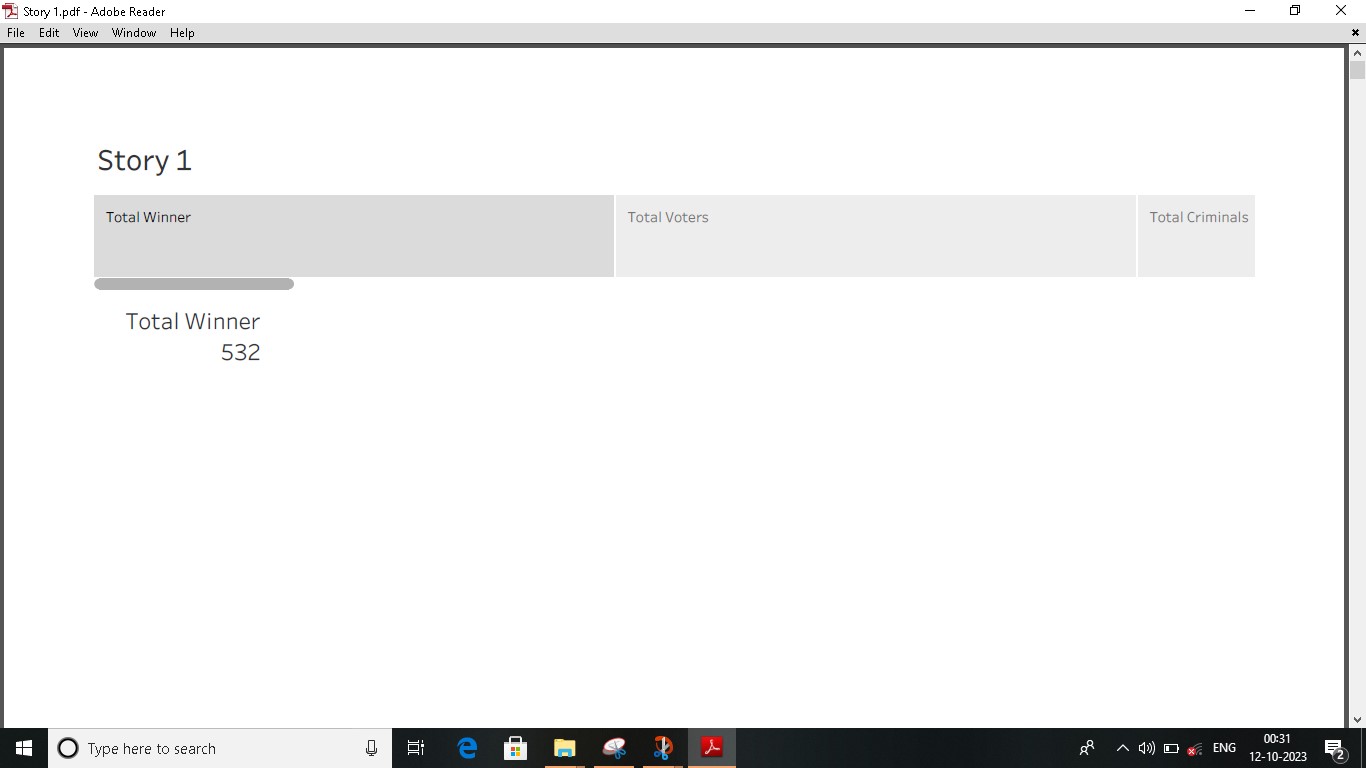 Story 1.pdf - Adobe Reader
File Edit View Window Help
Story 1
Total Winner Total Voters Total Criminals
Total Winner
532
Type here to search
ENG
00:31
12-10-2023
2